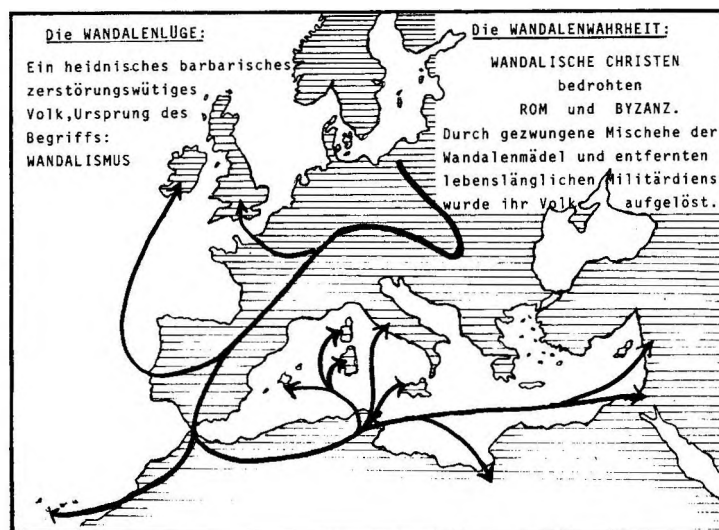 Die WANDALENLÜGE:
Ein heidnisches barbarisches
zerstörungswütiges
Volk,Ursprung des
Begriffs:
WANDALISMUS
Die WANDALENWAHRHEIT:
WANDALISCHE CHRISTEN
bedrohten
ROM und BYZANZ.
Durch gezwungene Mischehe der
Wandalenmädel und entfernten
lebenslänglichen Militärdiens
wurde ihr Volk aufgelöst.